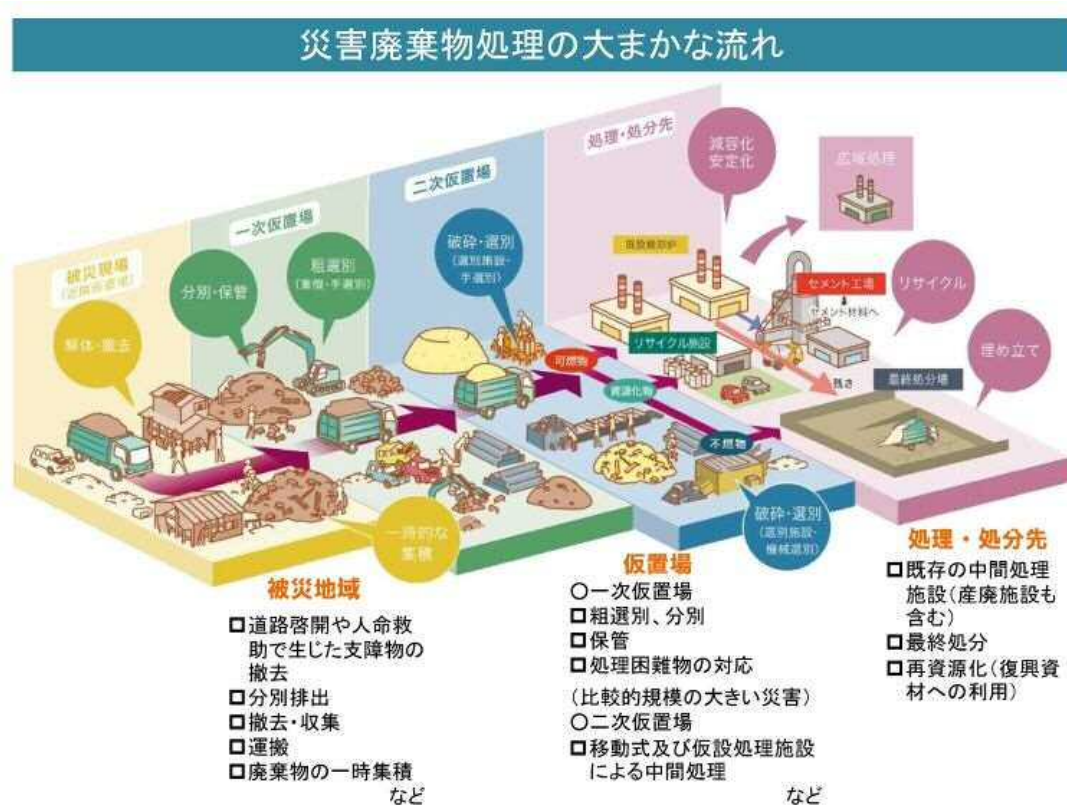 災害廃棄物処理の大まかな流れ
処理・処分先
減容化
安定化
広域処理
二次仮置場
一次仮置場
破砕・選別
(選別施設・
手選別)
粗選別
(重機・手選別)
分別・保管
被災現場
解体・撤去
セメント工場
セメント材料へ
リサイクル
リサイクル施設
可燃物
資源化物
不燃物
残さ
最終処分場
埋め立て
一時的な
集積
破砕・選別
(選別施設・
機械選別)
被災地域
□道路啓開や人命救
助で生じた支障物の
撤去
□分別排出
□撤去・収集
□運搬
□廃棄物の一時集積
など
仮置場
○一次仮置場
□粗選別、分別
□保管
□処理困難物の対応
(比較的規模の大きい災害)
○二次仮置場
□移動式及び仮設処理施設
による中間処理
など
処理・処分先
□既存の中間処理
施設(産廃施設も
含む)
□最終処分
□再資源化(復興資
材への利用)